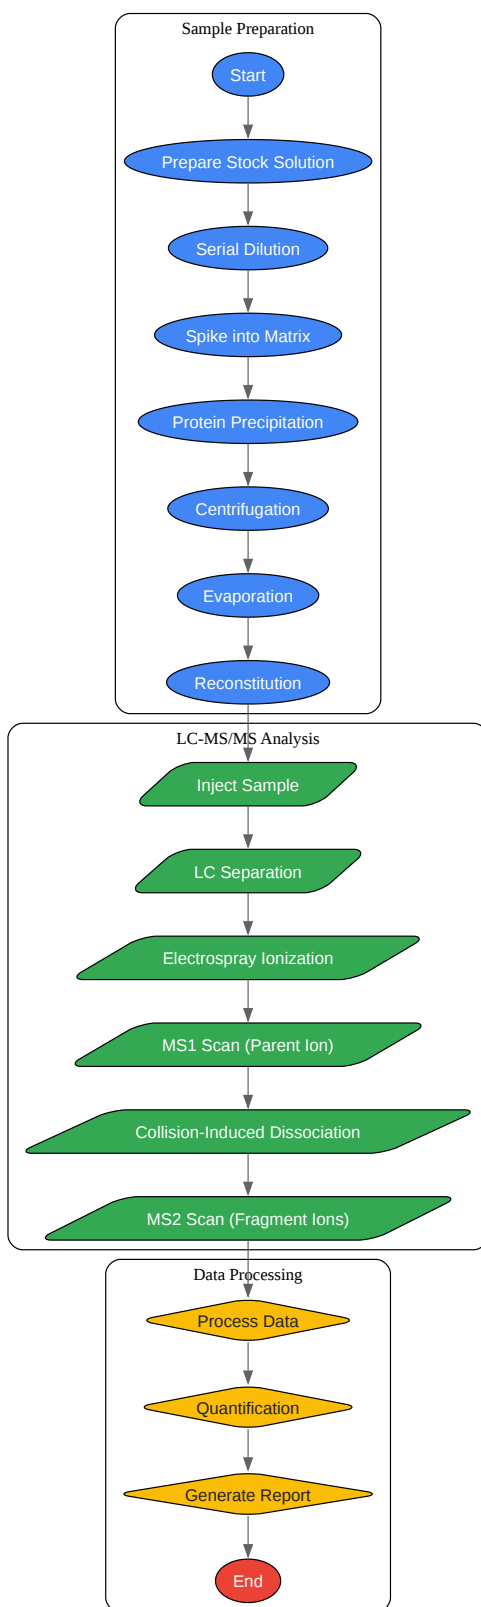 Sample Preparation
Start
Prepare Stock Solution
Serial Dilution
Spike into Matrix
Protein Precipitation
Centrifugation
Evaporation
Reconstitution
LC-MS/MS Analysis
Inject Sample
LC Separation
Electrospray Ionization
MS1 Scan (Parent Ion)
Collision-Induced Dissociation
MS2 Scan (Fragment Ions)
Data Processing
Process Data
Quantification
Generate Report
End